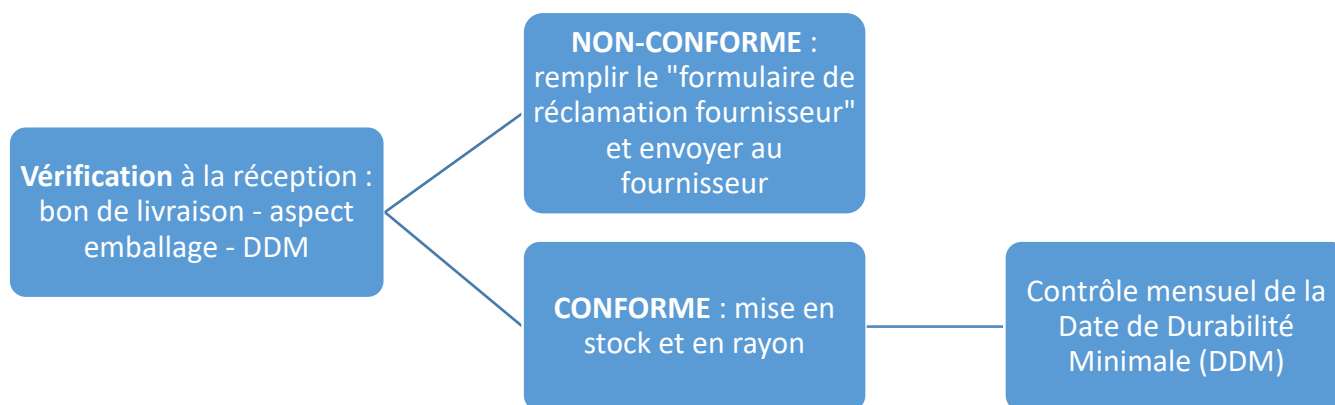 Vérification à la réception :
bon de livraison - aspect
emballage - DDM
NON-CONFORME :
remplir le "formulaire de
réclamation fournisseur"
et envoyer au
fournisseur
CONFORME : mise en
stock et en rayon
Contrôle mensuel de la
Date de Durabilité
Minimale (DDM)